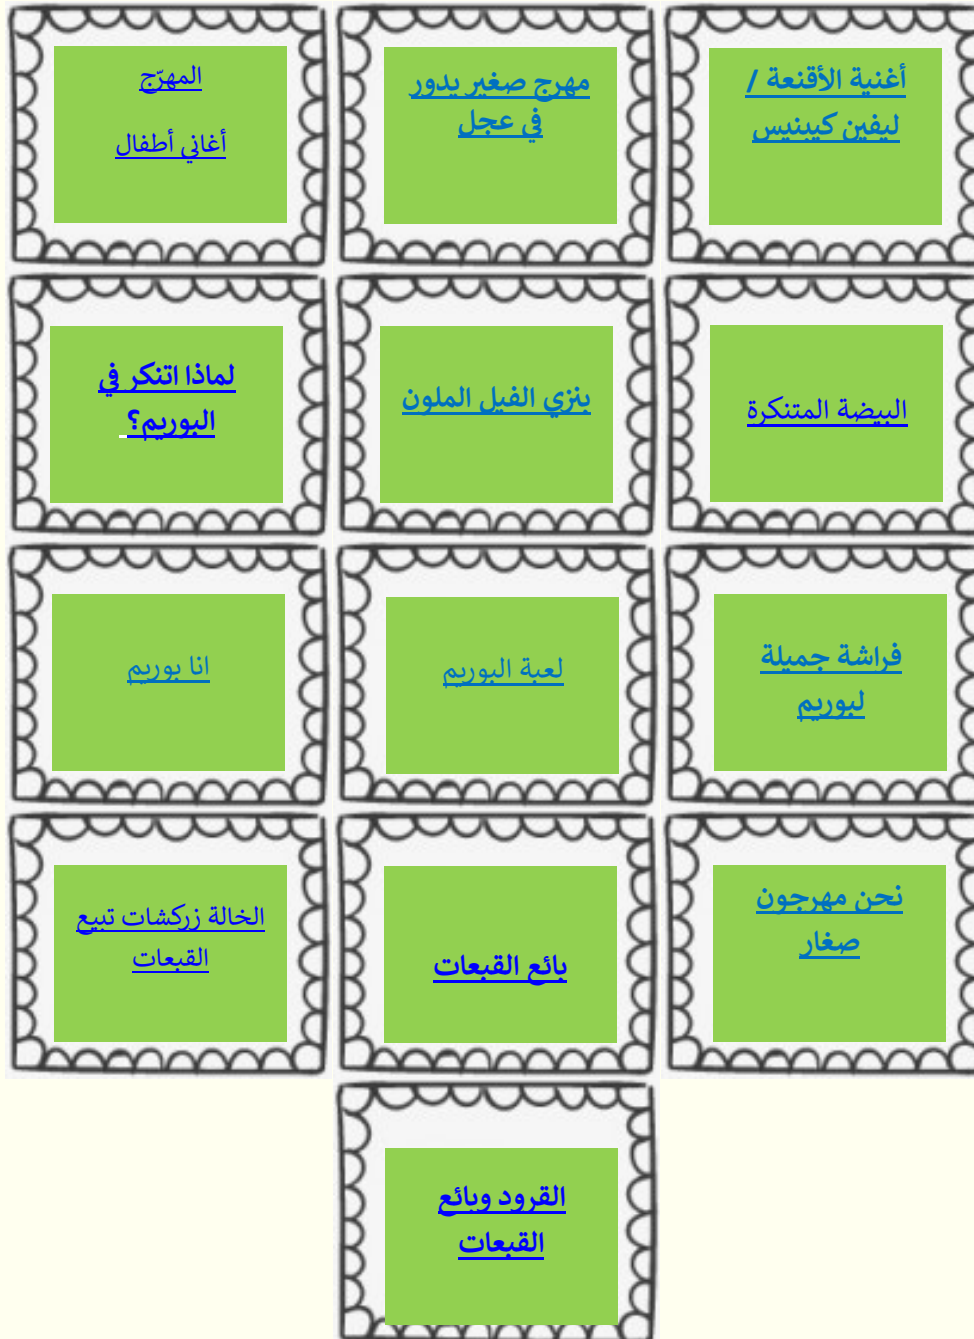 أغنية الأقنعة /
ليفين كيبنيس
مهرج صغير يدور
في عجل
المهرّج
أغاني أطفال
البيضة المتنكرة
بنزي الفيل الملون
لماذا اتنكر في
البوريم؟
فراشة جميلة
لبوريم
لعبة البوريم
انا بوريم
نحن مهرجون
صغار
بائع القبعات
الخالة زركشات تبيع
القبعات
القرود وبائع
القبعات